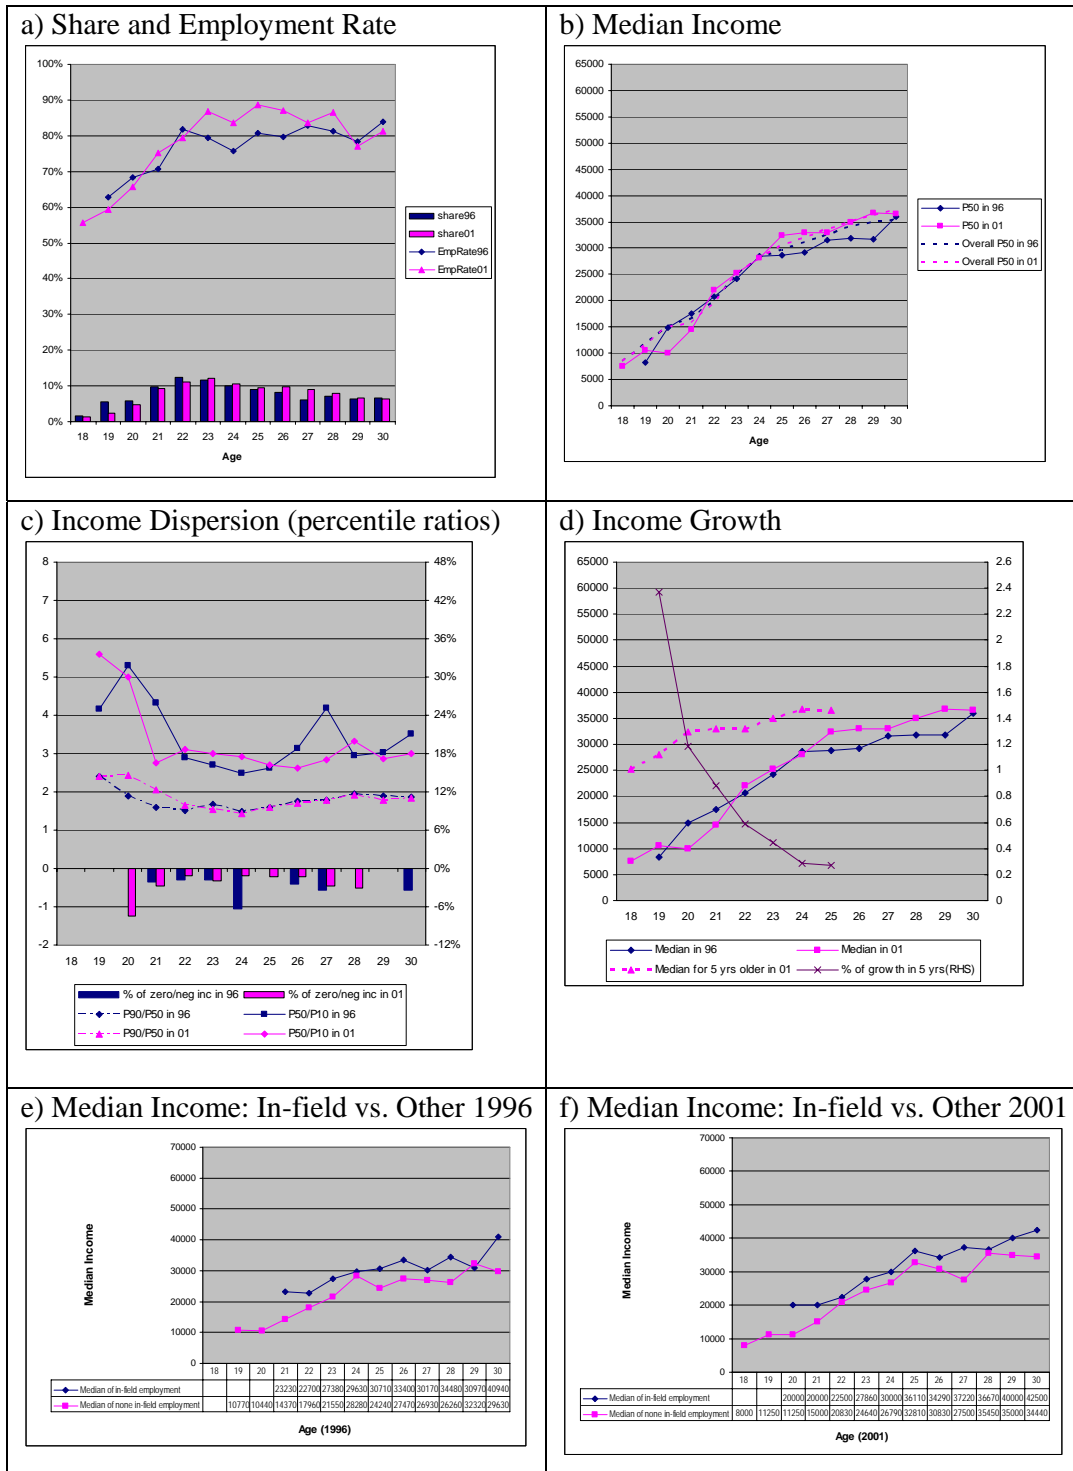 a) Share and Employment Rate
100%
90%
80%
70%
60%
50%
40%
30%
20%
10%
0%
18 19 20 21 22 23 24 25 26 27 28 29 30
Age
share96
share01
EmpRate96
EmpRate01
b) Median Income
65000
60000
55000
50000
45000
40000
35000
30000
25000
20000
15000
10000
5000
0
18 19 20 21 22 23 24 25 26 27 28 29 30
Age
P50 in 96
P50 in 01
Overall P50 in 96
Overall P50 in 01
c) Income Dispersion (percentile ratios)
8
7
6
5
4
3
2
1
0
-1
-2
48%
42%
36%
30%
24%
18%
12%
6%
0%
-6%
-12%
18 19 20 21 22 23 24 25 26 27 28 29 30
% of zero/neg inc in 96 % of zero/neg inc in 01
P90/P50 in 96 P50/P10 in 96
P90/P50 in 01 P50/P10 in 01
d) Income Growth
65000
60000
55000
50000
45000
40000
35000
30000
25000
20000
15000
10000
5000
0
2.6
2.4
2.2
2
1.8
1.6
1.4
1.2
1
0.8
0.6
0.4
0.2
0
18 19 20 21 22 23 24 25 26 27 28 29 30
Median in 96 Median in 01
Median for 5 yrs older in 01 % of growth in 5 yrs(RHS)
e) Median Income: In-field vs. Other 1996
70000
60000
50000
40000
30000
20000
10000
0
Median Income
18 19 20 21 22 23 24 25 26 27 28 29 30
Median of in-field employment 23230 22700 27380 29630 30710 33400 30170 34480 30970 40940
Median of none in-field employment 10770 10440 14370 17960 21550 28280 24240 27470 26930 26260 32320 29630
Age (1996)
f) Median Income: In-field vs. Other 2001
70000
60000
50000
40000
30000
20000
10000
0
Median Income
18 19 20 21 22 23 24 25 26 27 28 29 30
Median of in-field employment 20000 20000 22500 27860 30000 36110 34290 37220 36670 40000 42500
Median of none in-field employment 8000 11250 11250 15000 20830 24640 26790 32810 30830 27500 35450 35000 34440
Age (2001)